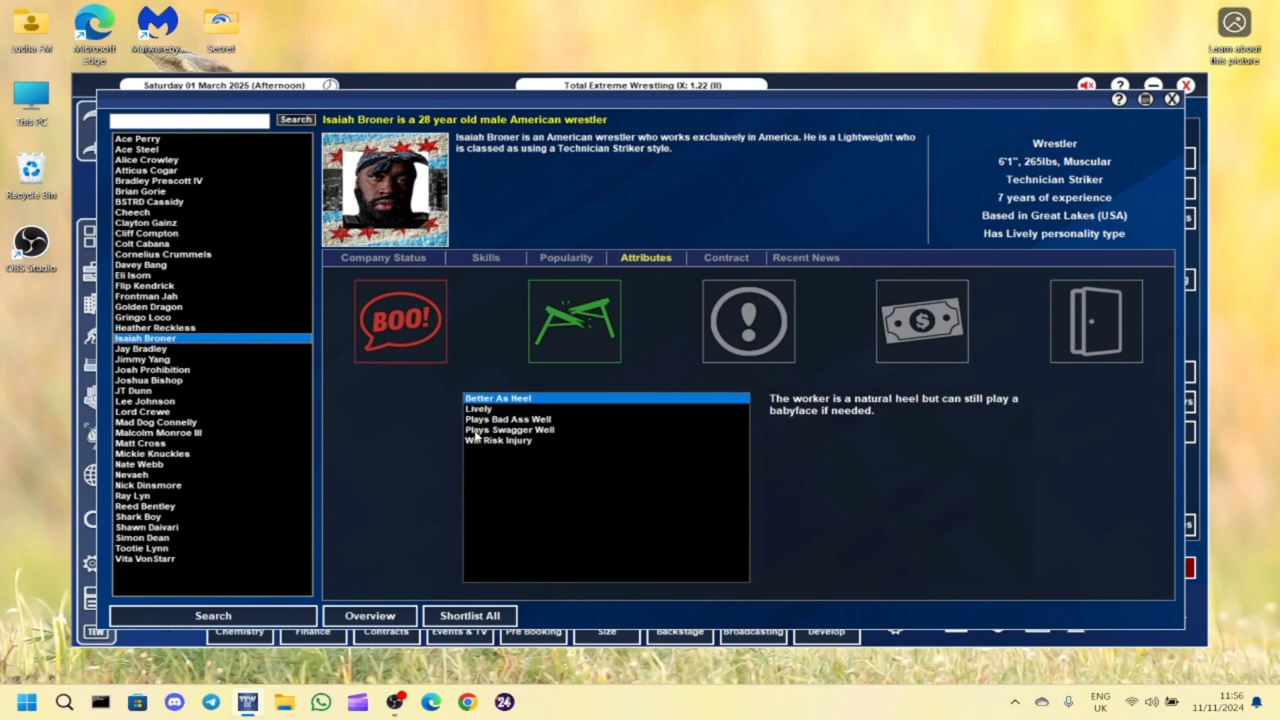 Lucha FM
Microsoft Edge
Malwareby...
Secret
Learn about this picture
This PC
Recycle Bin
OBS Studio
Saturday 01 March 2025 (Afternoon)
Total Extreme Wrestling IX: 1.22 (II)
Search
Isaiah Broner is a 28 year old male American wrestler
Ace Perry
Ace Steel
Alice Crowley
Atticus Cogar
Bradley Prescott IV
Brian Gorie
BSTRD Cassidy
Cheech
Clayton Gainz
Cliff Compton
Colt Cabana
Cornelius Crummels
Davey Bang
Eli Isom
Flip Kendrick
Frontman Jah
Golden Dragon
Gringo Loco
Heather Reckless
Isaiah Broner
Jay Bradley
Jimmy Yang
Josh Prohibition
Joshua Bishop
JT Dunn
Lee Johnson
Lord Crewe
Mad Dog Connelly
Malcolm Monroe III
Matt Cross
Mickie Knuckles
Nate Webb
Nevaeh
Nick Dinsmore
Ray Lyn
Reed Bentley
Shark Boy
Shawn Daivari
Simon Dean
Tootie Lynn
Vita VonStarr
Isaiah Broner is an American wrestler who works exclusively in America. He is a Lightweight who
is classed as using a Technician Striker style.
Wrestler
6'1", 265lbs, Muscular
Technician Striker
7 years of experience
Based in Great Lakes (USA)
Has Lively personality type
Company Status
Skills
Popularity
Attributes
Contract
Recent News
BOO!
Better As Heel
Lively
Plays Bad Ass Well
Plays Swagger Well
Will Risk Injury
The worker is a natural heel but can still play a
babyface if needed.
Search
Overview
Shortlist All
TEW
Chemistry
Finance
Contracts
Events & TV
Pre Booking
Size
Backstage
Broadcasting
Develop
24
ENG
UK
11:56
11/11/2024